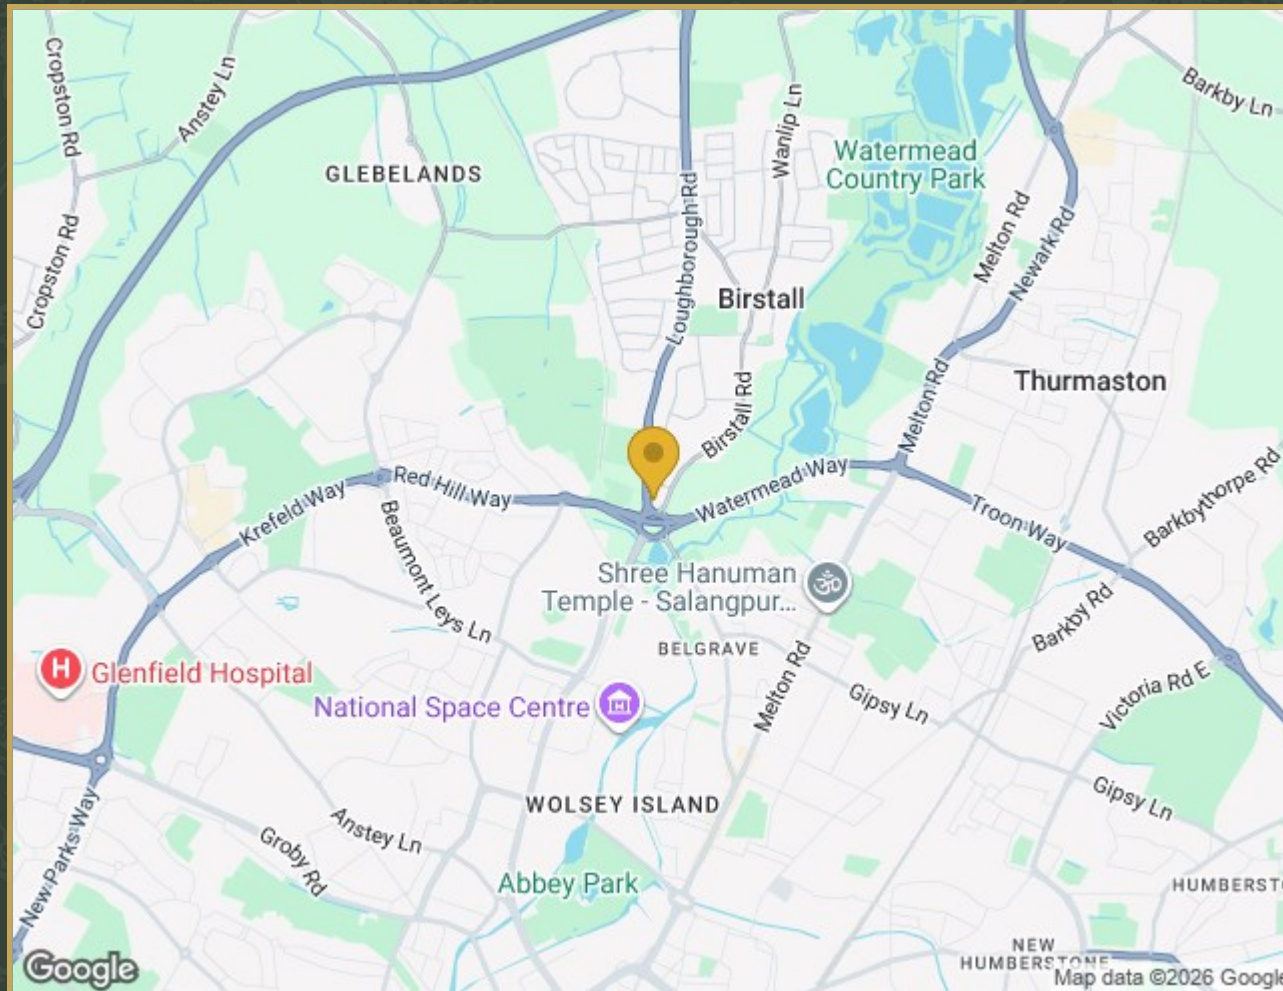 Cropston Rd
Anstey Ln
Barkby Ln
Wanlip Ln
Watermead
Country Park
GLEBELANDS
Loughborough Rd
Melton Rd
Newark Rd
Cropston Rd
Birstall
Thurmaston
Birstall Rd
Melton Rd
Red Hill Way
Krefeld Way
Watermead Way
Troon Way
Barkbythorpe Rd
Beaumont Leys Ln
Shree Hanuman
Temple - Salangpur...
Barkby Rd
BELGRAVE
Glenfield Hospital
National Space Centre
Melton Rd
Gipsy Ln
Victoria Rd E
WOLSEY ISLAND
Gipsy Ln
New Parks Way
Groby Rd
Anstey Ln
Abbey Park
HUMBERSTO
NEW
HUMBERSTONE
Google
Map data ©2026 Google